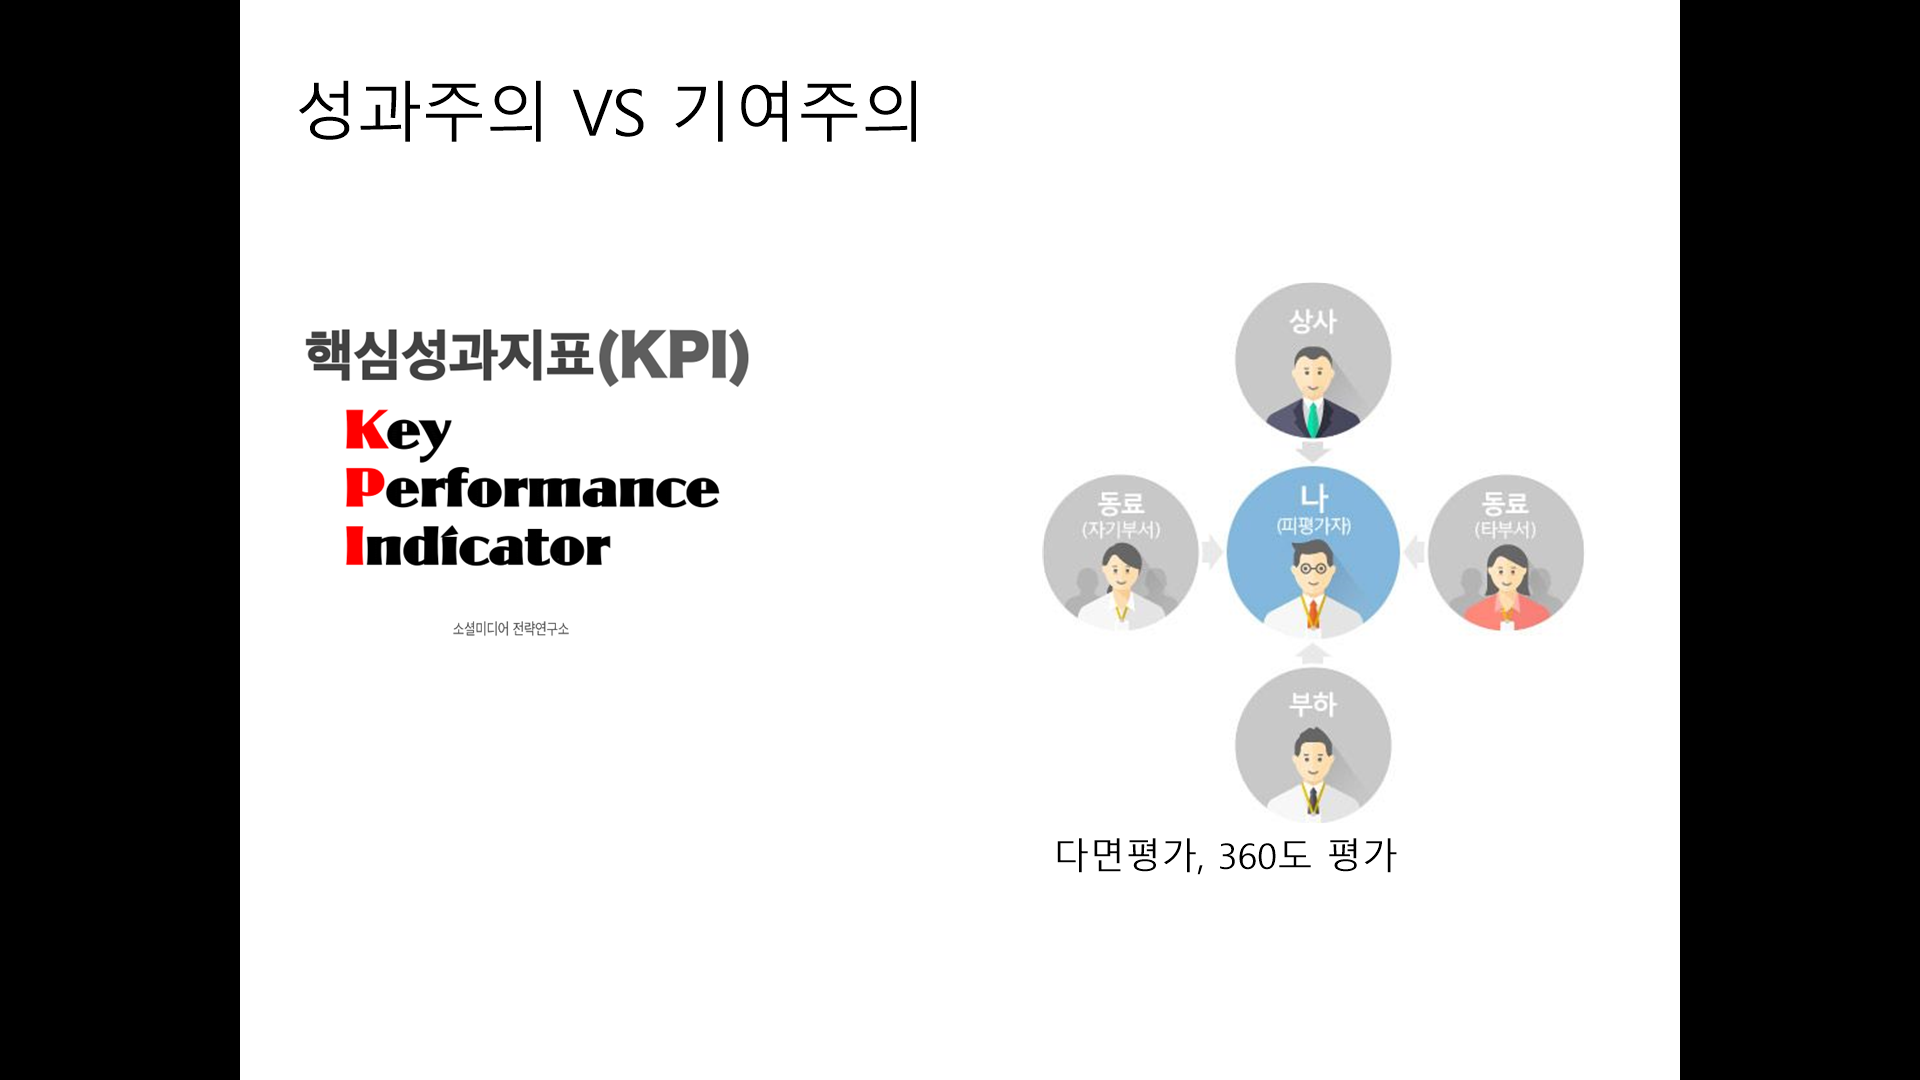 성과주의 VS 기여주의
핵심성과지표(KPI)
Key
Performance
Indicator
소셜미디어 전략연구소
상사
동료
(자기부서)
나
(피평가자)
동료
(타부서)
부하
다면평가, 360도 평가